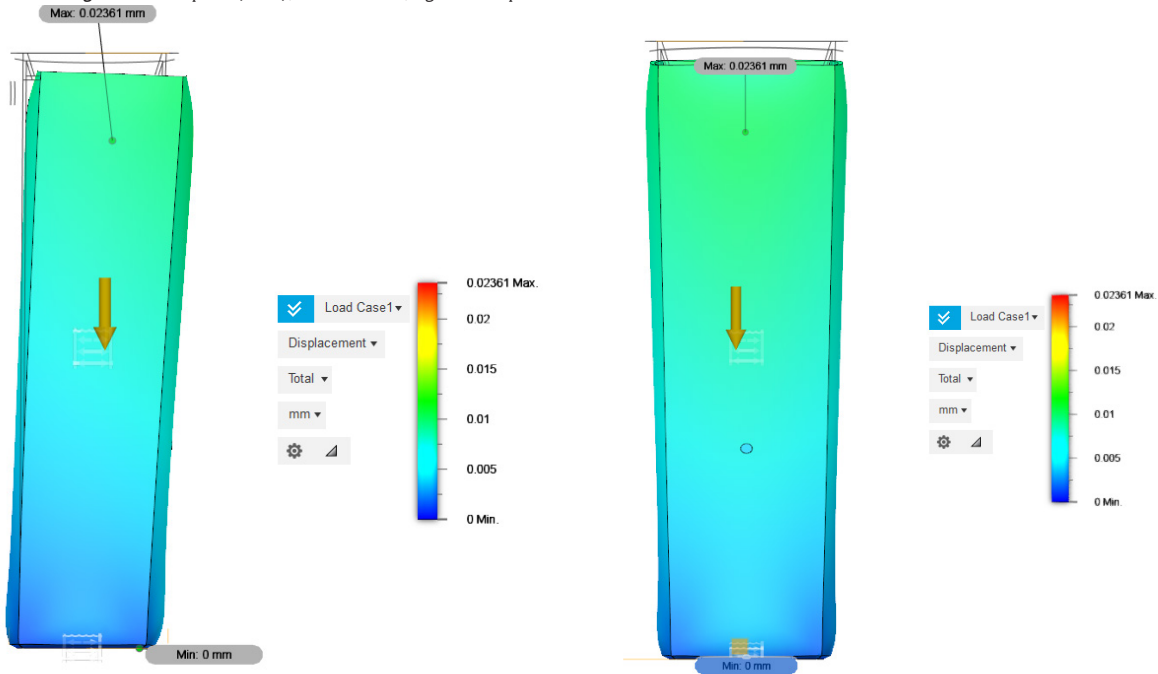 Max: 0.02361 mm
Load Case1
Displacement
Total
mm
0.02361 Max.
0.02
0.015
0.01
0.005
0 Min.
Min: 0 mm
Max: 0.02361 mm
Load Case1
Displacement
Total
mm
0.02361 Max.
0.02
0.015
0.01
0.005
0 Min.
Min: 0 mm